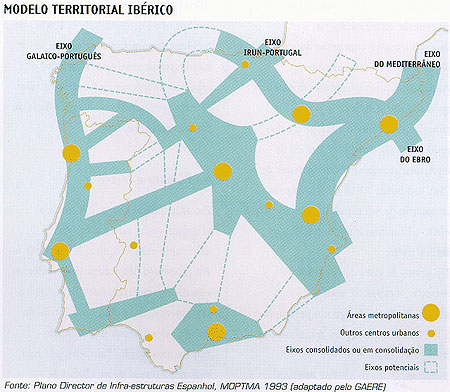 MODELO TERRITORIAL IBÉRICO
EIXO
GALAICO-PORTUGUÊS
EIXO
IRUN-PORTUGAL
EIXO
DO MEDITERRÂNEO
EIXO
DO EBRO
Áreas metropolitanas
Outros centros urbanos
Eixos consolidados ou em consolidação
Eixos potenciais
Fonte: Plano Director de Infra-estruturas Espanhol, MOPTMA 1993 (adaptado pelo GAERE)